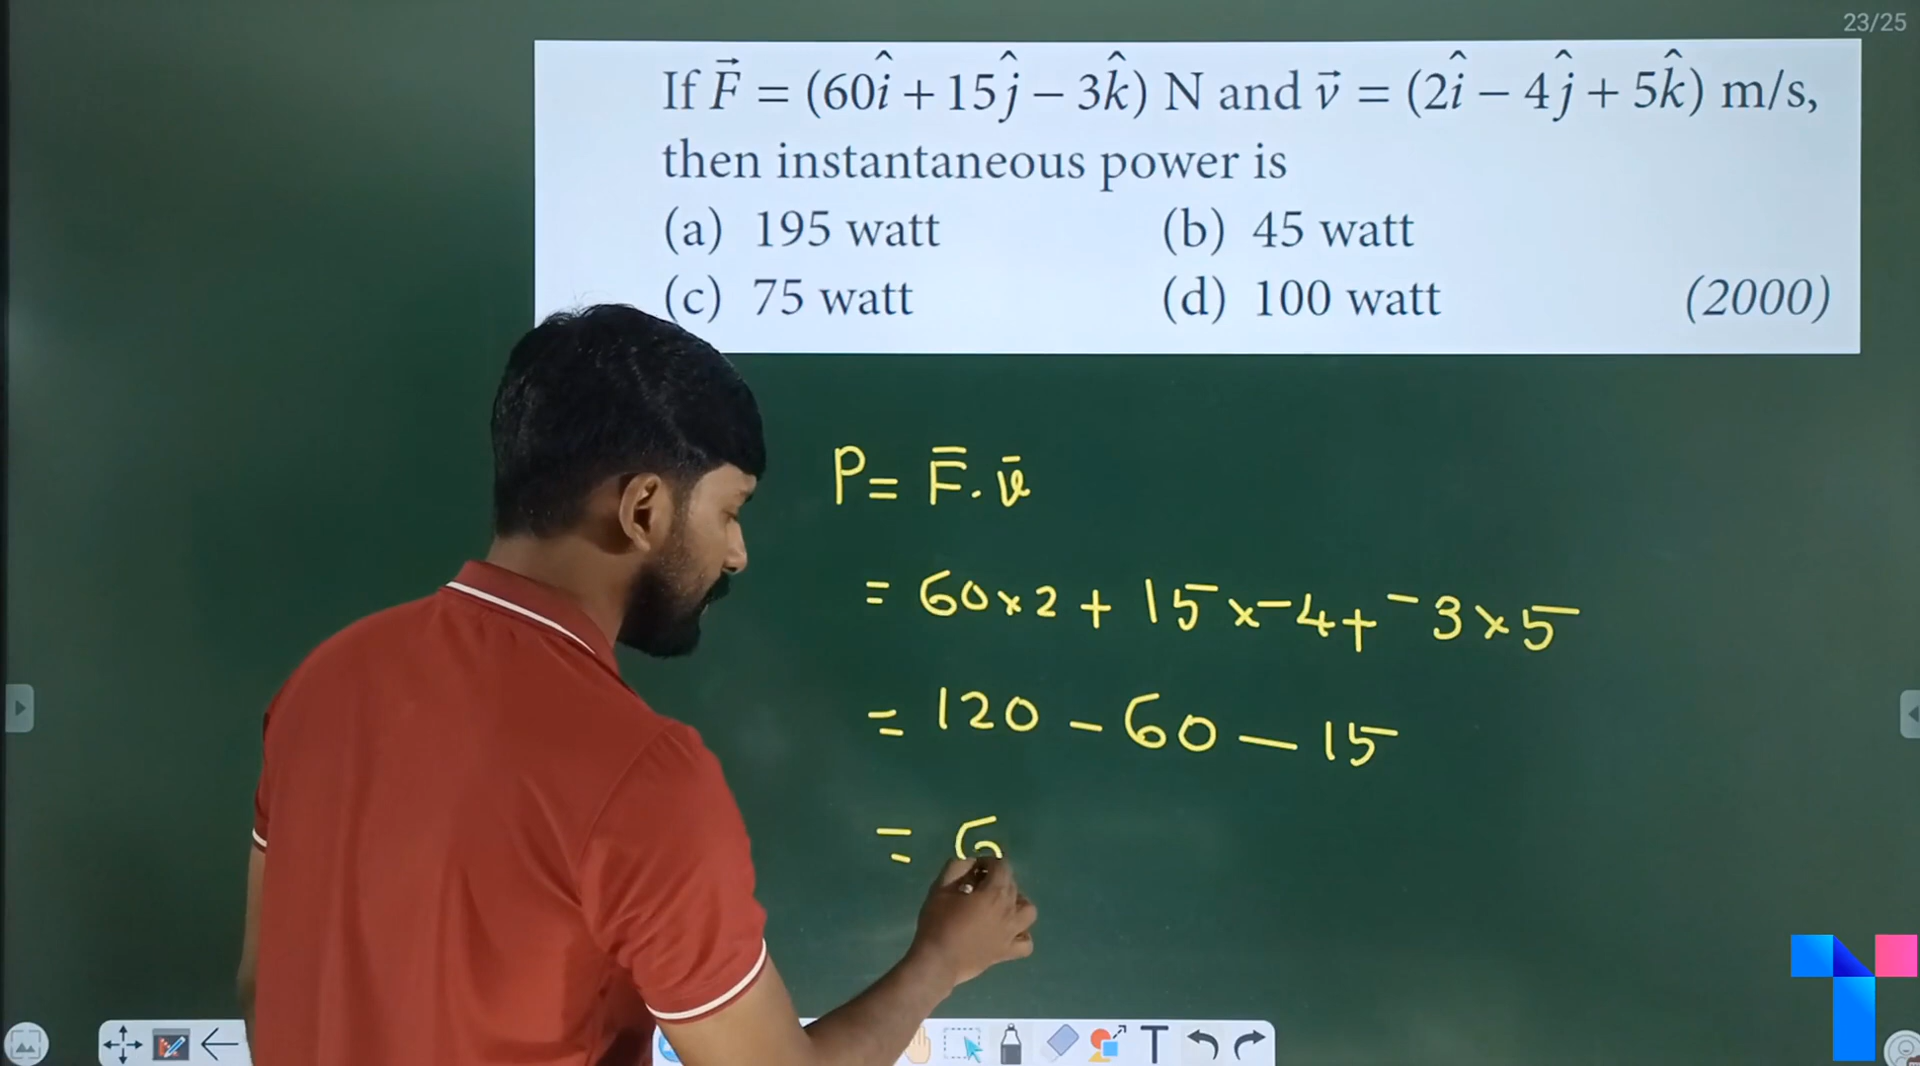 23/25
If F⃗ = (60î + 15ĵ − 3k̂) N and v⃗ = (2î − 4ĵ + 5k̂) m/s,
then instantaneous power is
(a) 195 watt (b) 45 watt
(c) 75 watt (d) 100 watt (2000)
P = F̄ . v̄
= 60 × 2 + 15 × −4 + −3 × 5
= 120 − 60 − 15
= 6
T